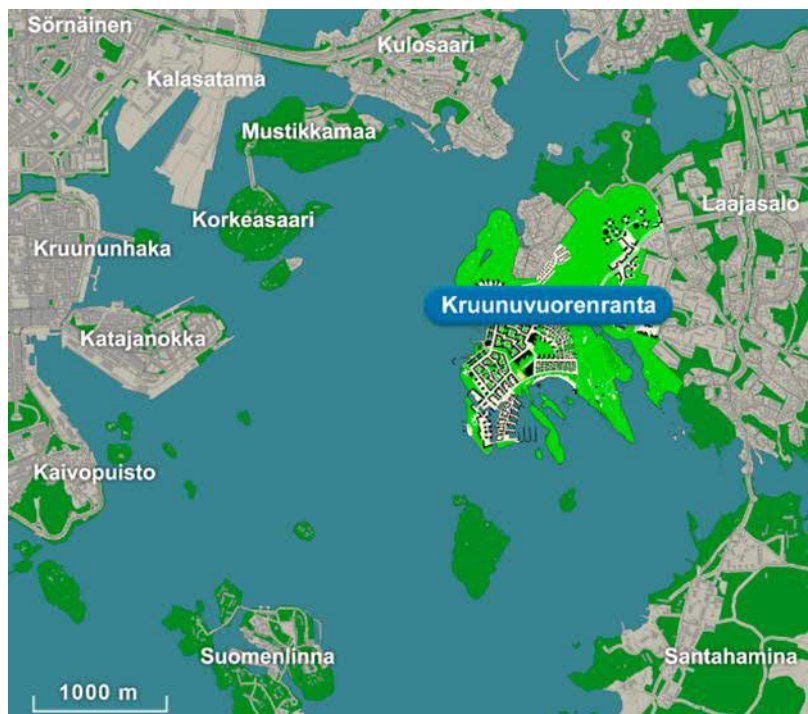 Sörnäinen
Kulosaari
Kalasatama
Mustikkamaa
Laajasalo
Korkeasaari
Kruununhaka
Kruunuvuorenranta
Katajanokka
Kaivopuisto
Suomenlinna
Santahamina
1000 m